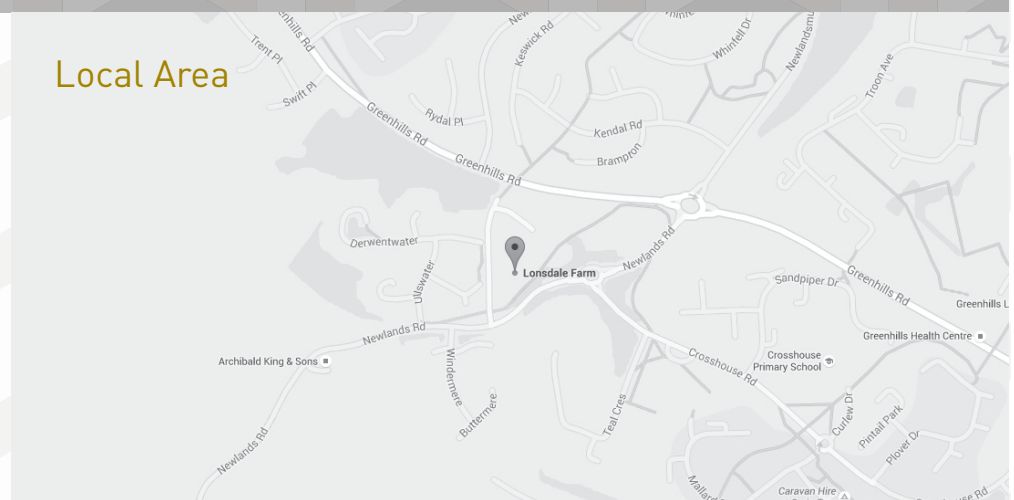 Local Area
Greenhills Rd
Trent Pl
Swift Pl
Keswick Rd
Whinfell Dr
Troon Ave
Greenhills Rd
Rydal Pl
Kendal Rd
Brampton
Greenhills Rd
Derwentwater
Ullswater
Lonsdale Farm
Newlands Rd
Sandpiper Dr
Greenhills Rd
Greenhills L
Newlands Rd
Greenhills Health Centre
Archibald King & Sons
Windermere
Crosshouse Rd
Crosshouse
Primary School
Buttermere
Teal Cres
Curlew Dr
Pintail Park
Plover Dr
Newlands Rd
Mallard
Caravan Hire